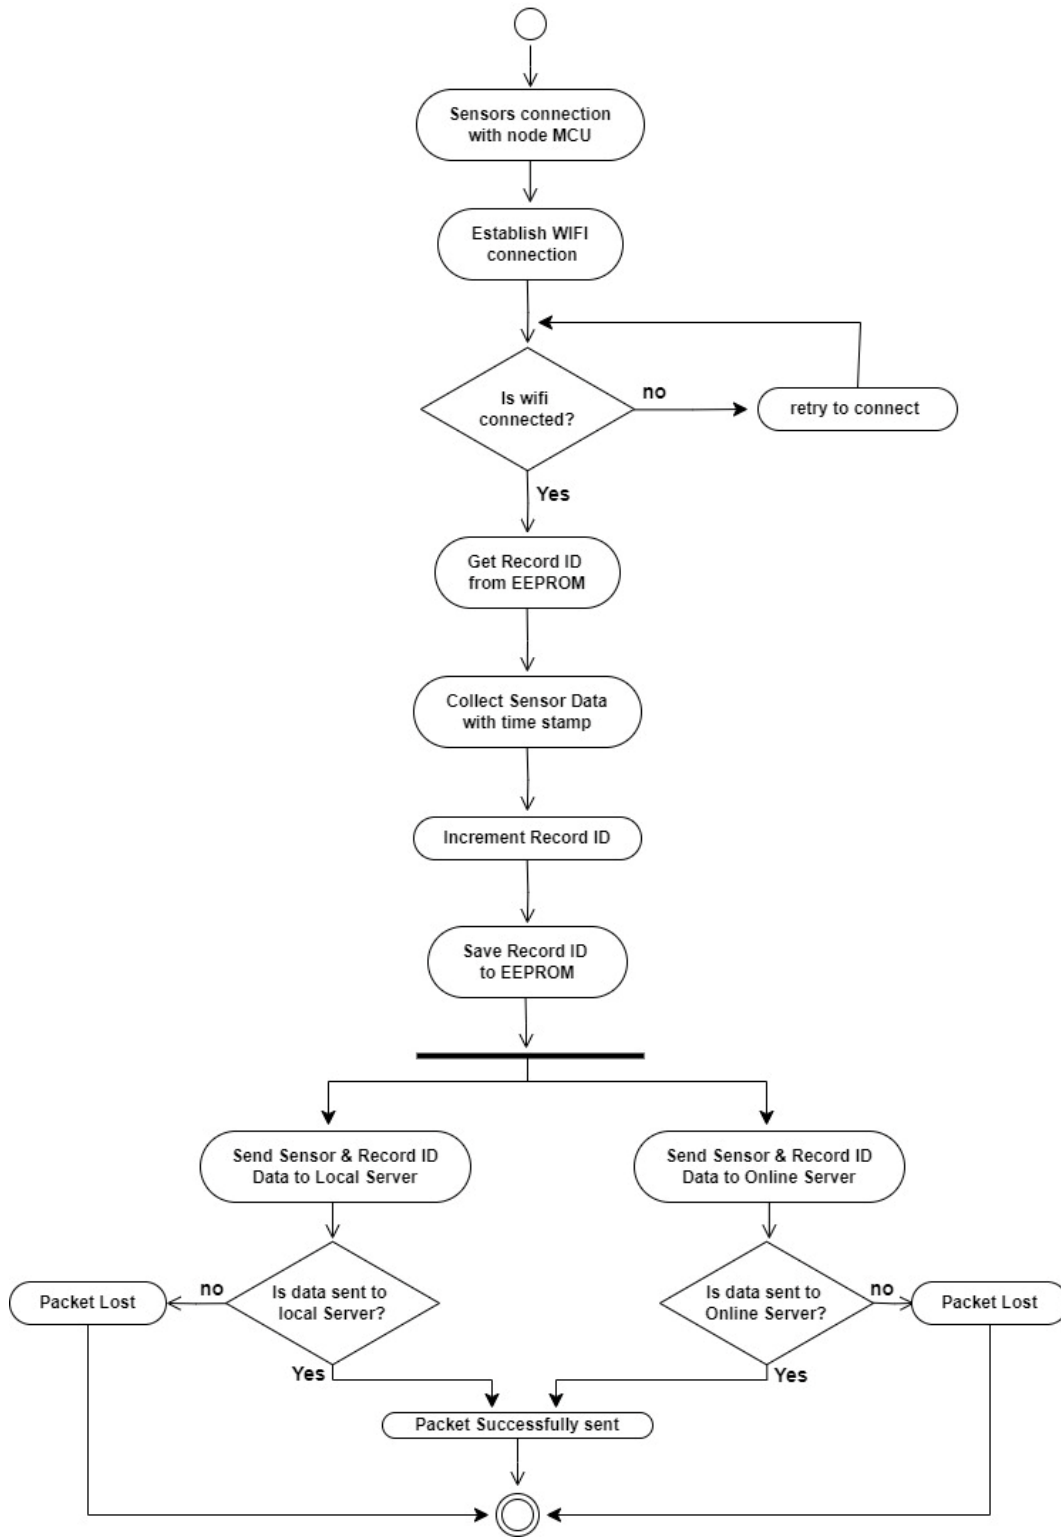 Sensors connection
with node MCU
Establish WIFI
connection
Is wifi
connected?
no
retry to connect
Yes
Get Record ID
from EEPROM
Collect Sensor Data
with time stamp
Increment Record ID
Save Record ID
to EEPROM
Send Sensor & Record ID
Data to Local Server
Send Sensor & Record ID
Data to Online Server
Packet Lost
no
Is data sent to
local Server?
Is data sent to
Online Server?
no
Packet Lost
Yes
Yes
Packet Successfully sent